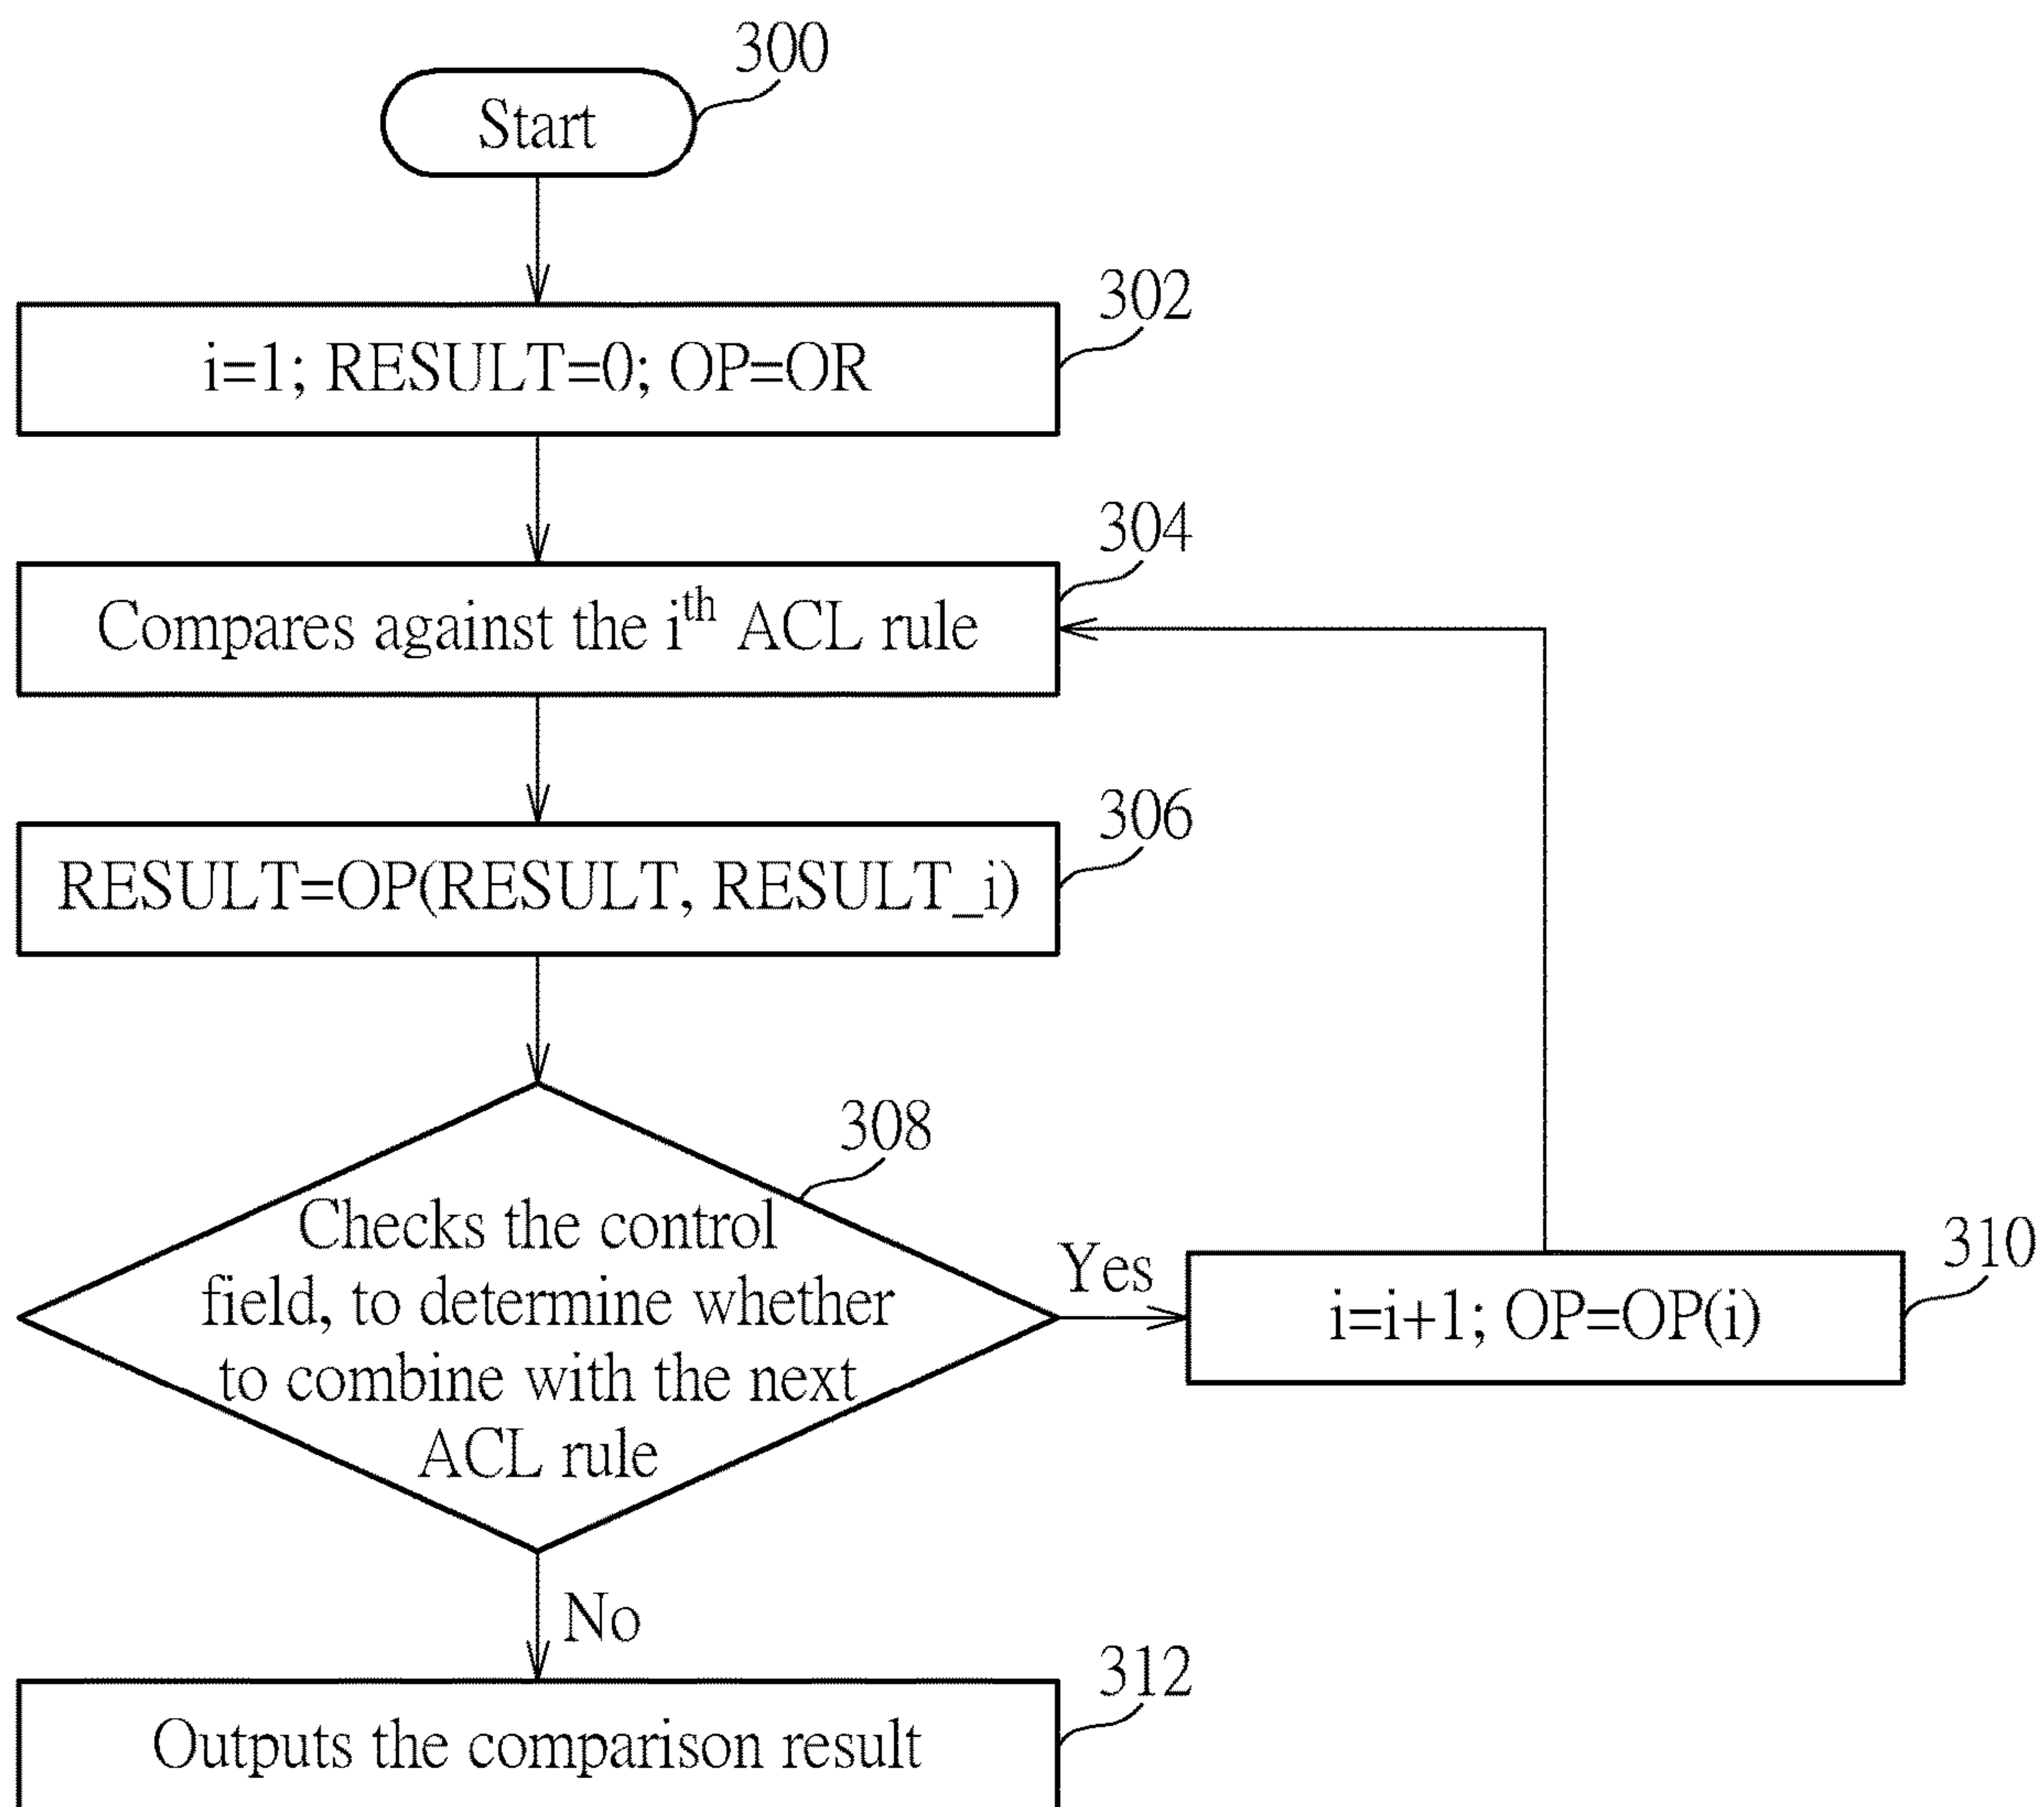 300
Start
302
i=1; RESULT=0; OP=OR
304
Compares against the ith ACL rule
306
RESULT=OP(RESULT, RESULT_i)
308
Checks the control
field, to determine whether
to combine with the next
ACL rule
Yes
310
i=i+1; OP=OP(i)
No
312
Outputs the comparison result